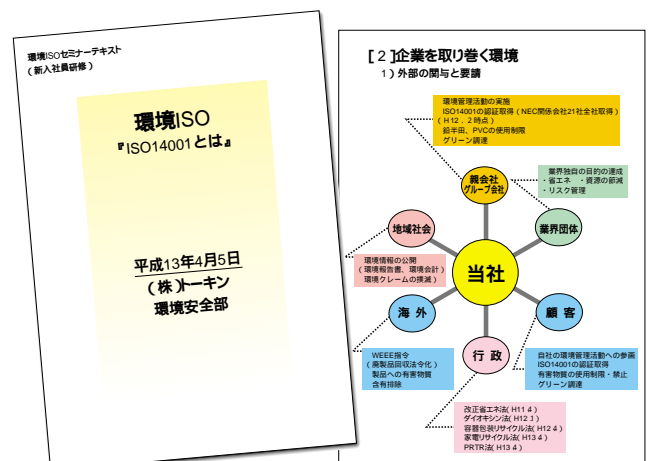 環境ISOセミナーテキスト
(新入社員研修)
環境ISO
『ISO14001とは』
平成13年4月5日
(株)トーキン
環境安全部
[2]企業を取り巻く環境
1)外部の関与と要請
環境管理活動の実施
ISO14001の認証取得(NEC関係会社21社全社取得)
(H12.2時点)
鉛半田、PVCの使用制限
グリーン調達
親会社
グループ会社
業界独自の目的の達成
・省エネ ・資源の節減
・リスク管理
地域社会
業界団体
環境情報の公開
(環境報告書、環境会計)
環境クレームの撲滅)
当社
海外
顧客
行政
WEEE指令
(廃製品回収法令化)
製品への有害物質
含有排除
自社の環境管理活動への参画
ISO14001の認証取得
有害物質の使用制限・禁止
グリーン調達
改正省エネ法(H11.4)
ダイオキシン法(H12.1)
容器包装リサイクル法(H12.4)
家電リサイクル法(H13.4)
PRTR法(H13.4)